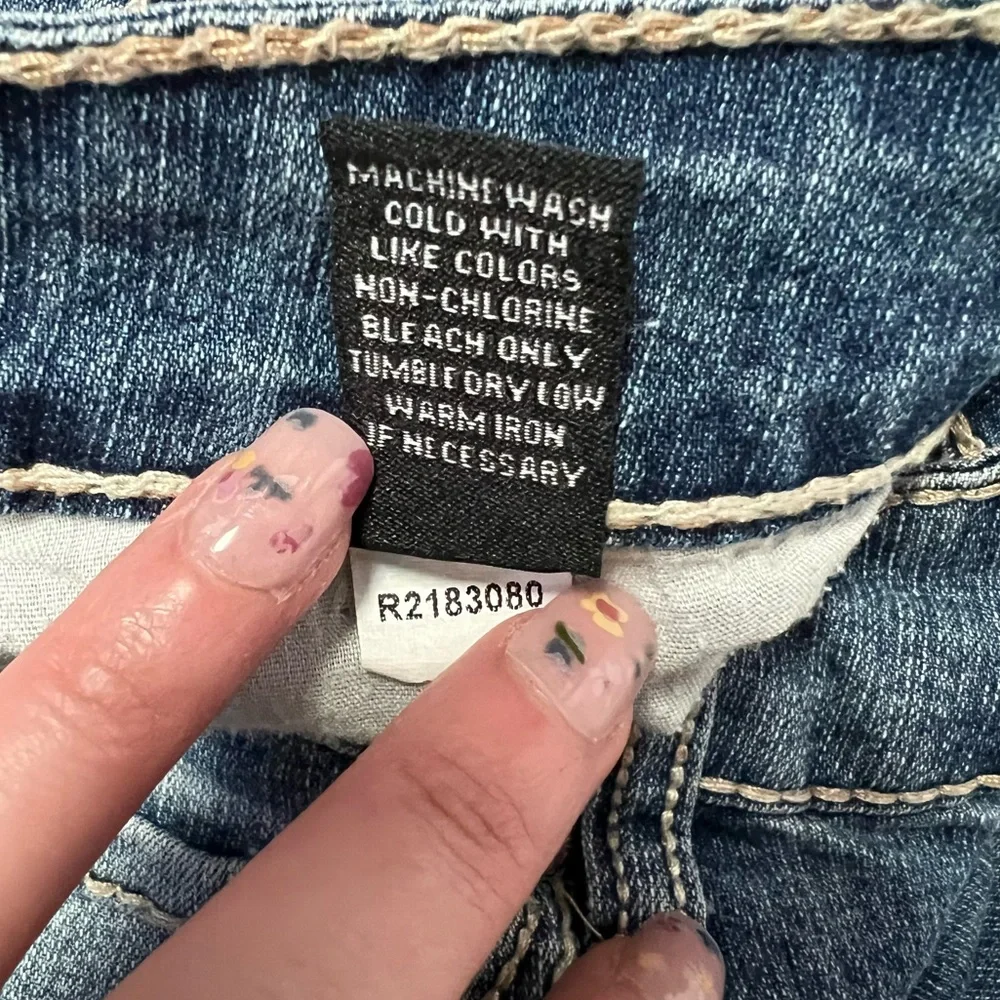 MACHINE WASH
COLD WITH
LIKE COLORS
NON-CHLORINE
BLEACH ONLY.
TUMBLE DRY LOW
WARM IRON
IF NECESSARY
R2183080